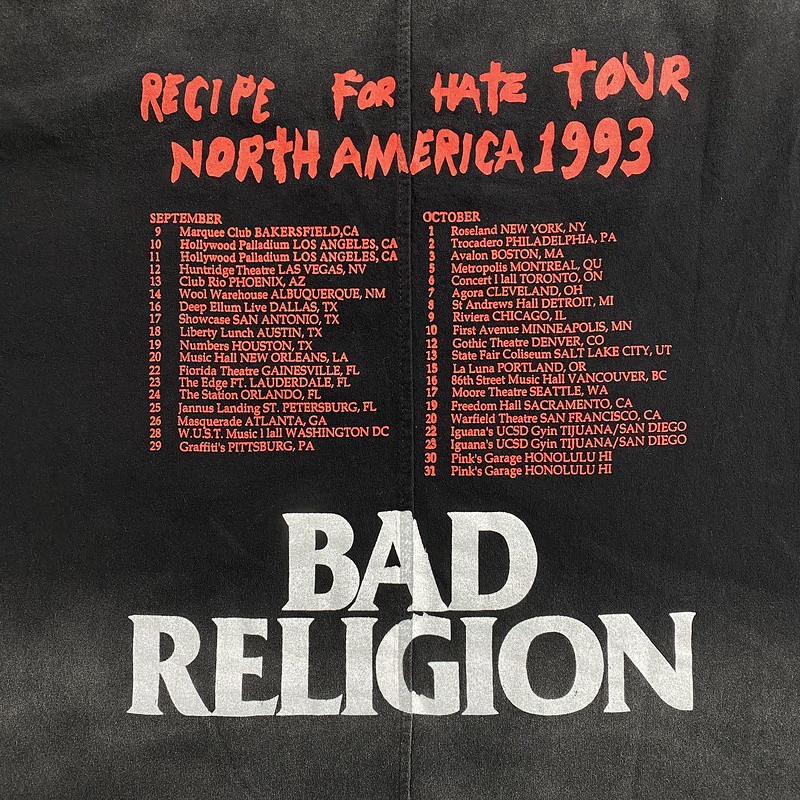 RECIPE FOR HATE TOUR
NORTH AMERICA 1993
SEPTEMBER
9 Marquee Club BAKERSFIELD,CA
10 Hollywood Palladium LOS ANGELES, CA
11 Hollywood Palladium LOS ANGELES, CA
12 Huntridge Theatre LAS VEGAS, NV
13 Club Rio PHOENIX, AZ
14 Wool Warehouse ALBUQUERQUE, NM
16 Deep Ellum Live DALLAS, TX
17 Showcase SAN ANTONIO, TX
18 Liberty Lunch AUSTIN, TX
19 Numbers HOUSTON, TX
20 Music Hall NEW ORLEANS, LA
22 Fiorida Theatre GAINESVILLE, FL
23 The Edge FT. LAUDERDALE, FL
24 The Station ORLANDO, FL
25 Jannus Landing ST. PETERSBURG, FL
26 Masquerade ATLANTA, GA
28 W.U.S.T. Music l lall WASHINGTON DC
29 Graffiti's PITTSBURG, PA
OCTOBER
1 Roseland NEW YORK, NY
2 Trocadero PHILADELPHIA, PA
3 Avalon BOSTON, MA
5 Metropolis MONTREAL, QU
6 Concert l lall TORONTO, ON
7 Agora CLEVELAND, OH
8 St Andrews Hall DETROIT, MI
9 Riviera CHICAGO, IL
10 First Avenue MINNEAPOLIS, MN
12 Gothic Theatre DENVER, CO
13 State Fair Coliseum SALT LAKE CITY, UT
15 La Luna PORTLAND, OR
16 86th Street Music Hall VANCOUVER, BC
17 Moore Theatre SEATTLE, WA
19 Freedom Hall SACRAMENTO, CA
20 Warfield Theatre SAN FRANCISCO, CA
22 Iguana's UCSD Gyin TIJUANA/SAN DIEGO
23 Iguana's UCSD Gyin TIJUANA/SAN DIEGO
30 Pink's Garage HONOLULU HI
31 Pink's Garage HONOLULU HI
BAD
RELIGION